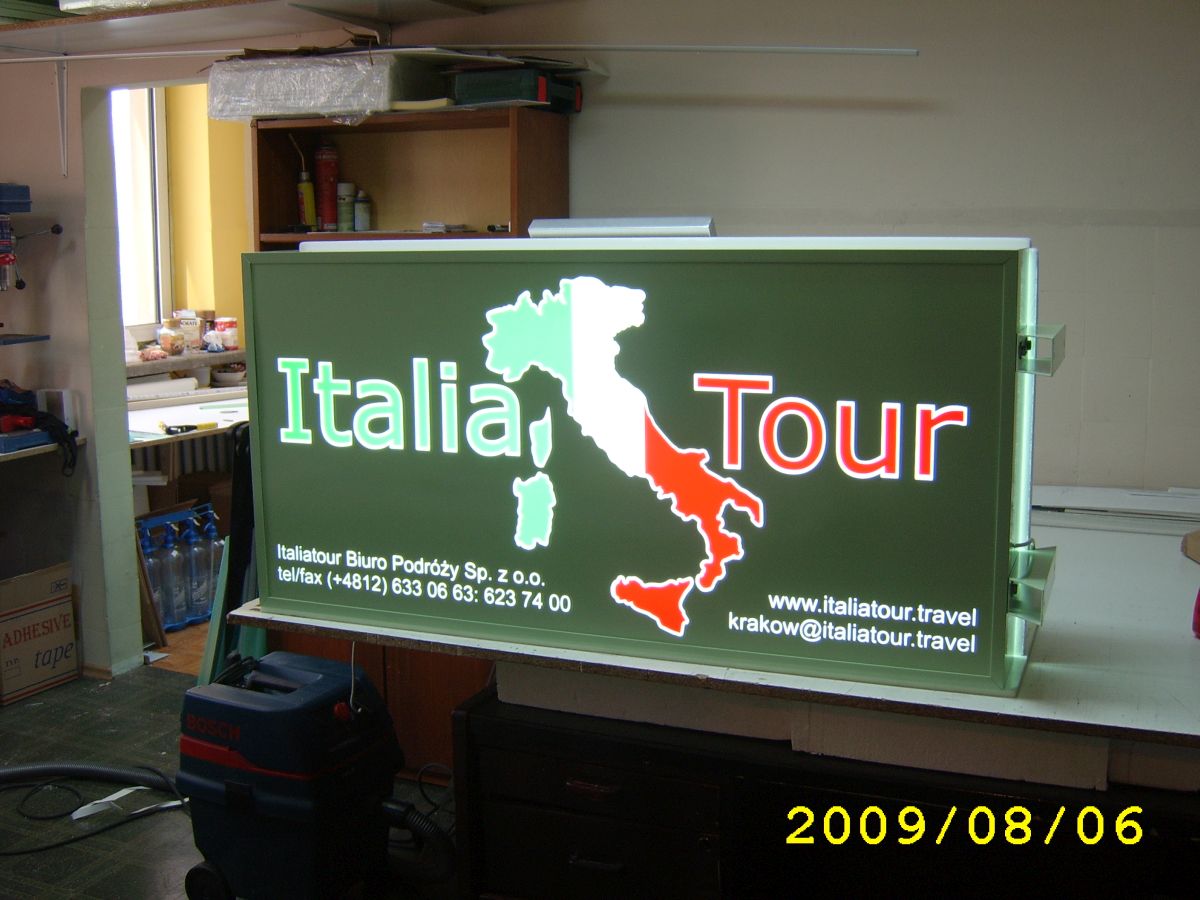 Italia Tour
Italiatour Biuro Podróży Sp. z o.o.
tel/fax (+4812) 633 06 63: 623 74 00
www.italiatour.travel
krakow@italiatour.travel
ADHESIVE
tape
BOSCH
2009/08/06